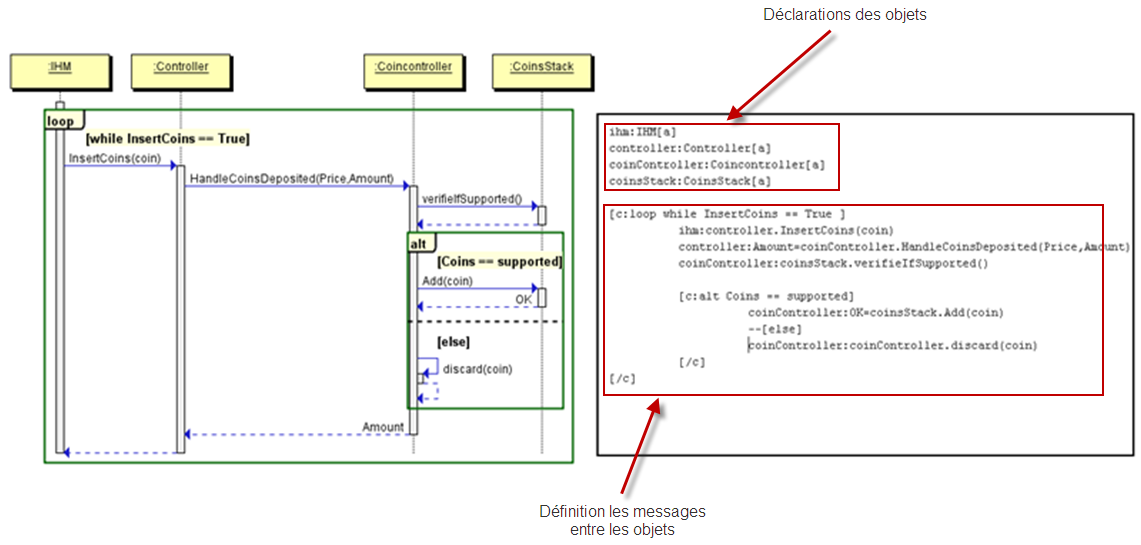 Déclarations des objets
:IHM
:Controller
:Coincontroller
:CoinsStack
loop
[while InsertCoins == True]
InsertCoins(coin)
HandleCoinsDeposited(Price,Amount)
verifieIfSupported()
alt
[Coins == supported]
Add(coin)
OK
[else]
discard(coin)
Amount
ihm:IHM[a]
controller:Controller[a]
coinController:Coincontroller[a]
coinsStack:CoinsStack[a]
[c:loop while InsertCoins == True ]
ihm:controller.InsertCoins(coin)
controller:Amount=coinController.HandleCoinsDeposited(Price,Amount)
coinController:coinsStack.verifieIfSupported()
[c:alt Coins == supported]
coinController:OK=coinsStack.Add(coin)
--[else]
coinController:coinController.discard(coin)
[/c]
[/c]
Définition les messages
entre les objets